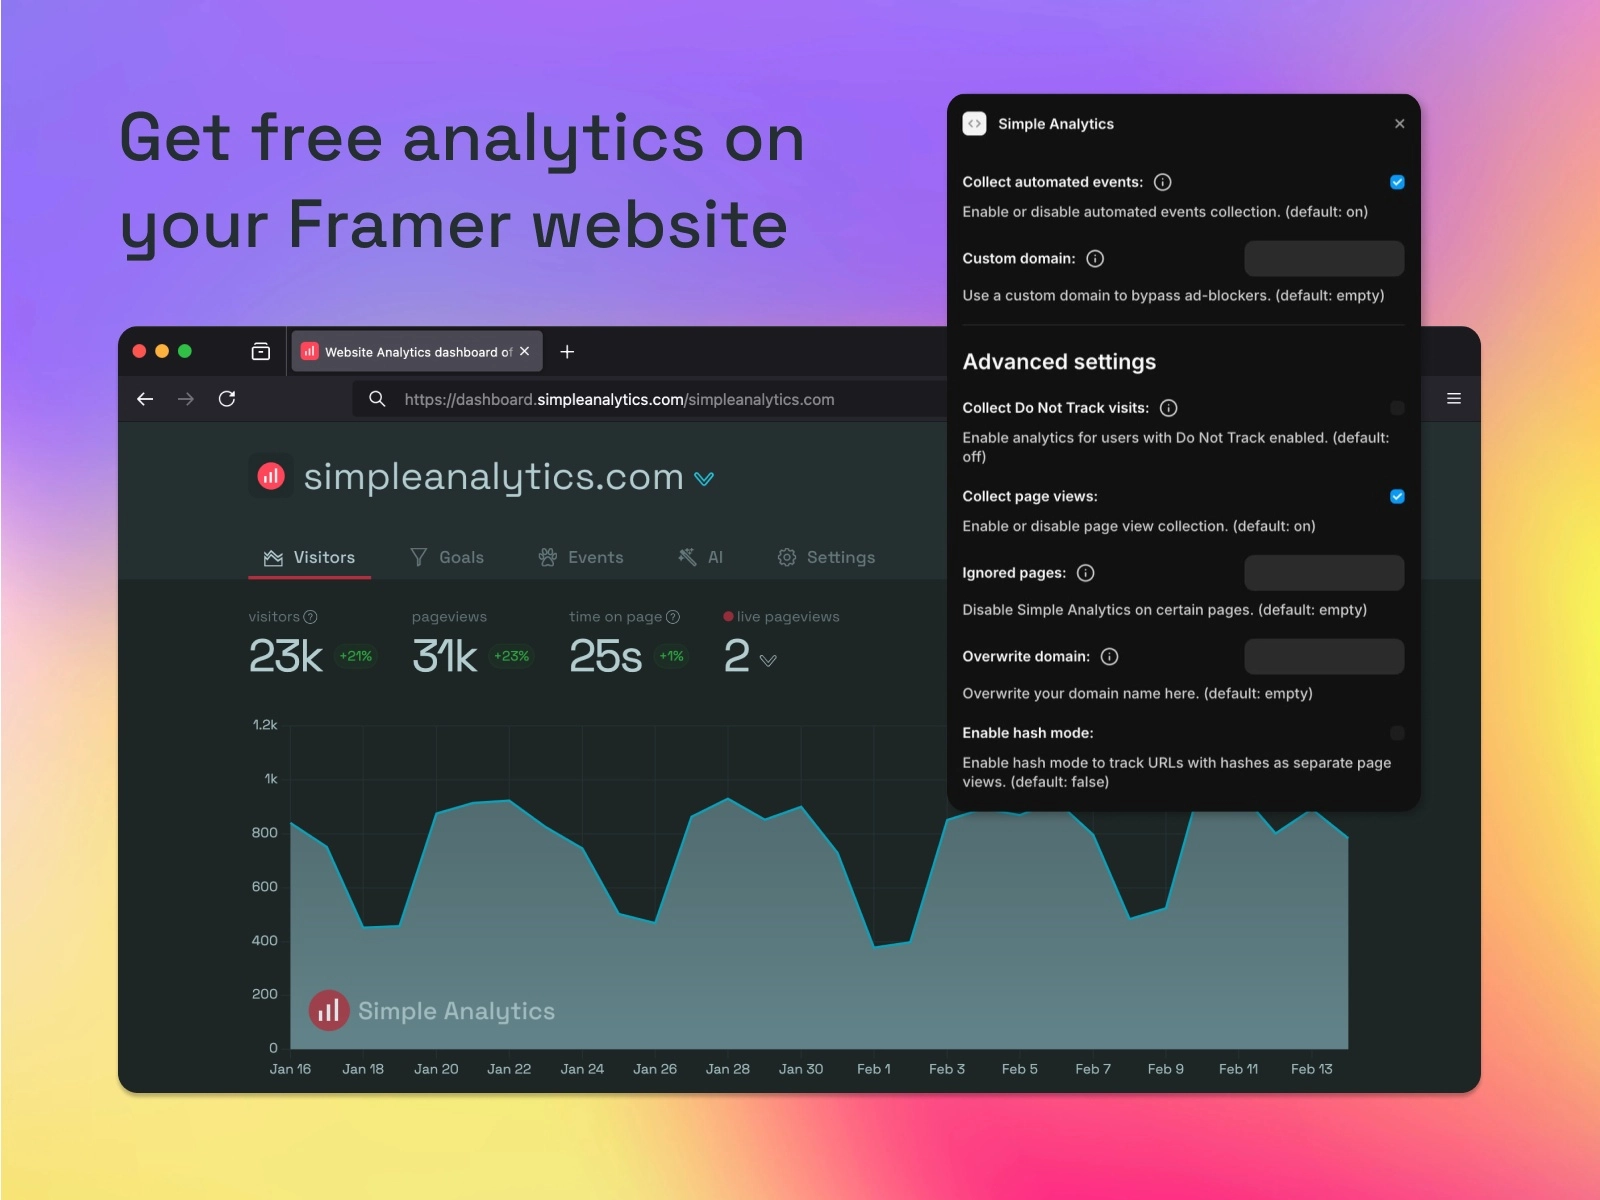 Get free analytics on
your Framer website
Simple Analytics
Collect automated events:
Enable or disable automated events collection. (default: on)
Custom domain:
Use a custom domain to bypass ad-blockers. (default: empty)
Advanced settings
Collect Do Not Track visits:
Enable analytics for users with Do Not Track enabled. (default:
off)
Collect page views:
Enable or disable page view collection. (default: on)
Ignored pages:
Disable Simple Analytics on certain pages. (default: empty)
Overwrite domain:
Overwrite your domain name here. (default: empty)
Enable hash mode:
Enable hash mode to track URLs with hashes as separate page
views. (default: false)
Website Analytics dashboard of
https://dashboard.simpleanalytics.com/simpleanalytics.com
simpleanalytics.com
Visitors Goals Events AI Settings
visitors pageviews time on page live pageviews
23k +21% 31k +23% 25s +1% 2
1.2k
1k
800
600
400
200
0
Simple Analytics
Jan 16 Jan 18 Jan 20 Jan 22 Jan 24 Jan 26 Jan 28 Jan 30 Feb 1 Feb 3 Feb 5 Feb 7 Feb 9 Feb 11 Feb 13